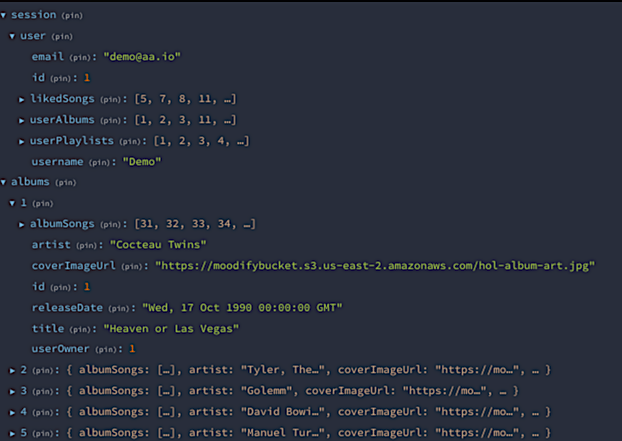 ▼ session (pin)
▼ user (pin)
email (pin): "demo@aa.io"
id (pin): 1
▶ likedSongs (pin): [5, 7, 8, 11, …]
▶ userAlbums (pin): [1, 2, 3, 11, …]
▶ userPlaylists (pin): [1, 2, 3, 4, …]
username (pin): "Demo"
▼ albums (pin)
▼ 1 (pin)
▶ albumSongs (pin): [31, 32, 33, 34, …]
artist (pin): "Cocteau Twins"
coverImageUrl (pin): "https://moodifybucket.s3.us-east-2.amazonaws.com/hol-album-art.jpg"
id (pin): 1
releaseDate (pin): "Wed, 17 Oct 1990 00:00:00 GMT"
title (pin): "Heaven or Las Vegas"
userOwner (pin): 1
▶ 2 (pin): { albumSongs: […], artist: "Tyler, The…", coverImageUrl: "https://mo…", … }
▶ 3 (pin): { albumSongs: […], artist: "Golemm", coverImageUrl: "https://mo…", … }
▶ 4 (pin): { albumSongs: […], artist: "David Bowi…", coverImageUrl: "https://mo…", … }
▶ 5 (pin): { albumSongs: […], artist: "Manuel Tur…", coverImageUrl: "https://mo…", … }